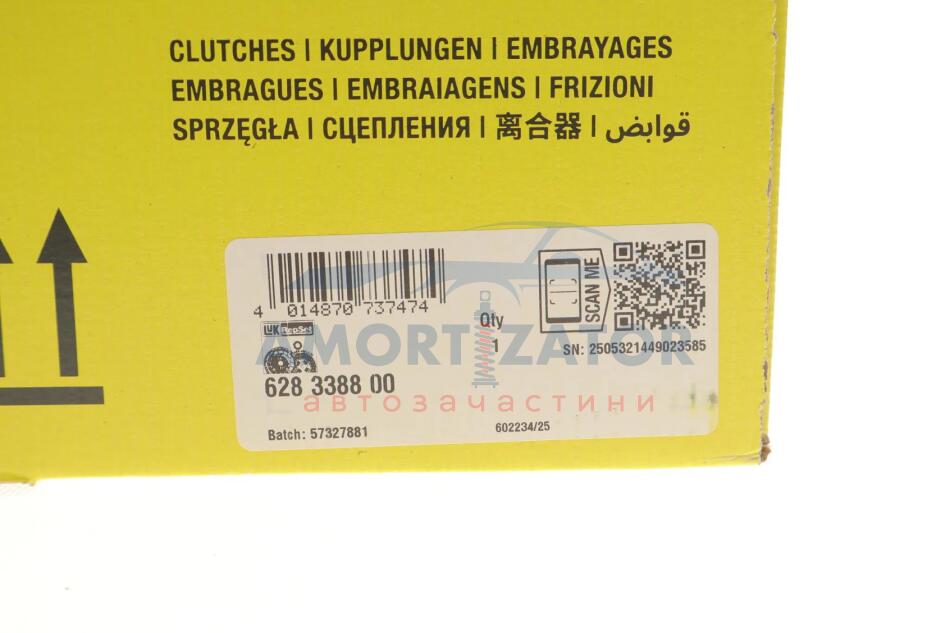 CLUTCHES | KUPPLUNGEN | EMBRAYAGES
EMBRAGUES | EMBRAIAGENS | FRIZIONI
SPRZĘGŁA | СЦЕПЛЕНИЯ | 离合器 | قوابض
4 014870 737474
LuK RepSet
Qty
1
SCAN ME
SN: 2505321449023585
AMORTIZATOR
628 3388 00
автозачастини
Batch: 57327881
602234/25